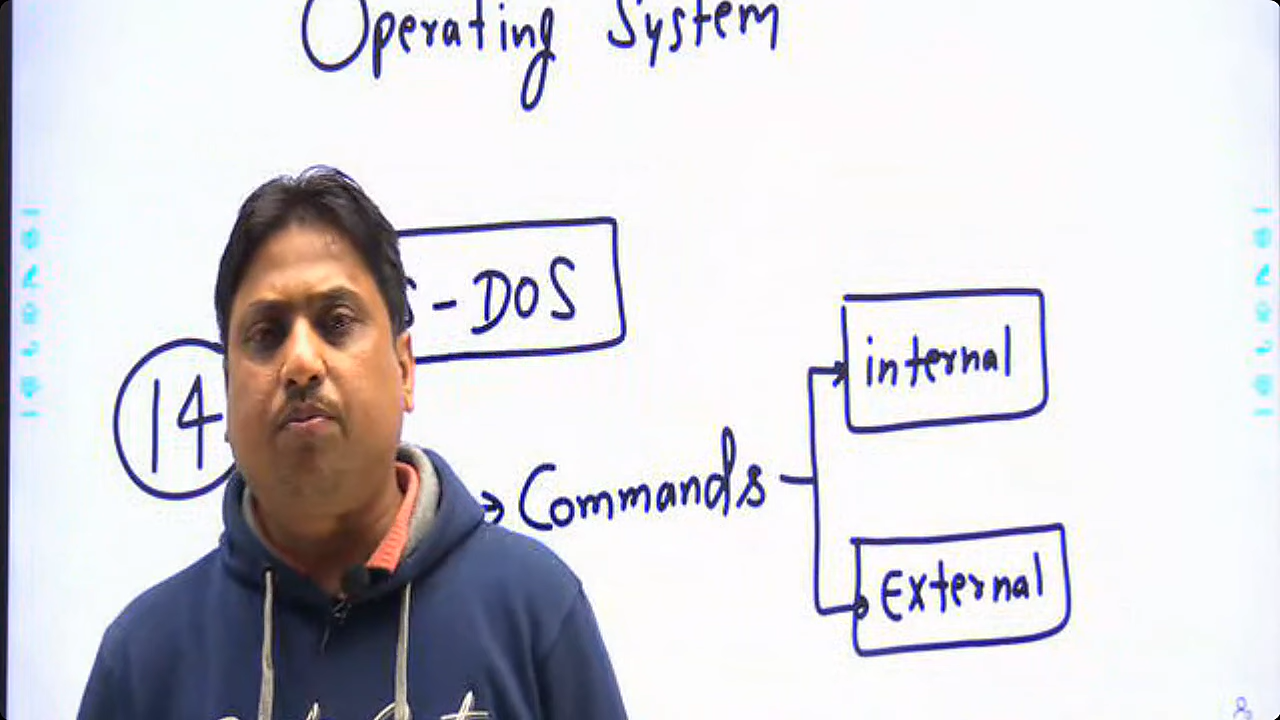 Operating System
S-DOS
internal
14
Commands
External